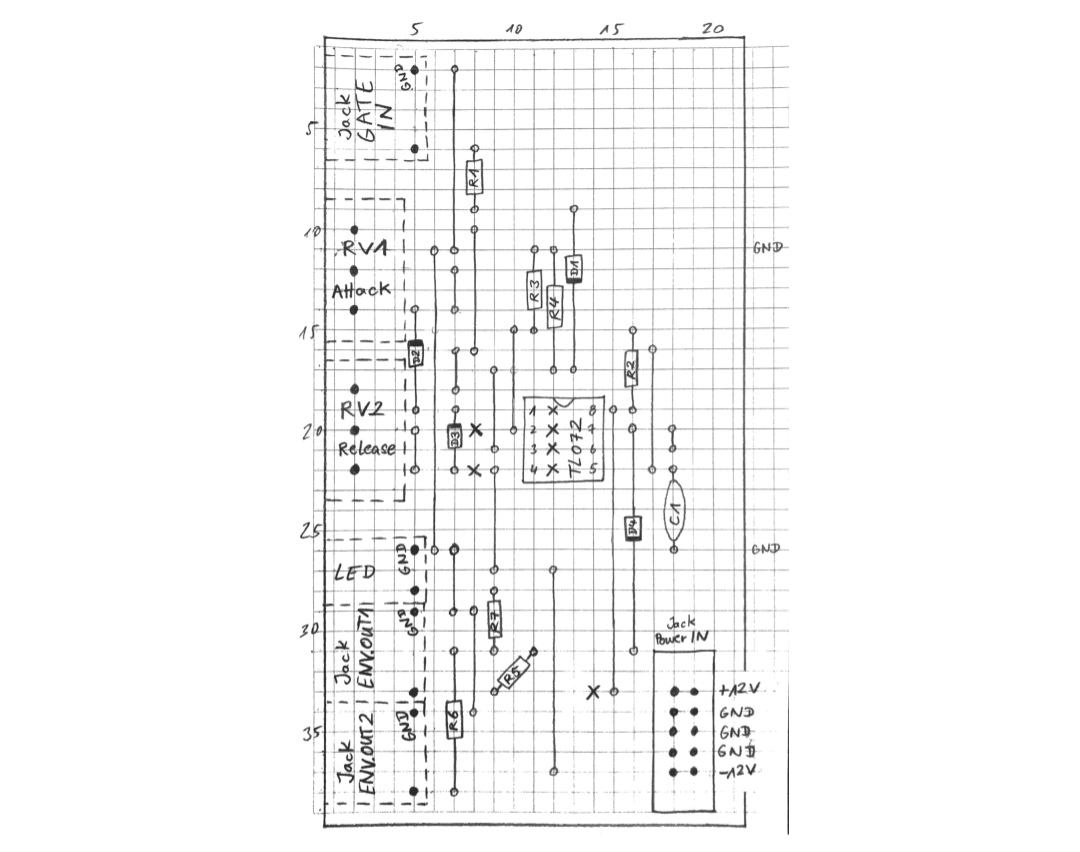 5 10 15 20
GND
Jack
GATE
IN
5
R1
10
RV1
GND
D1
R3
Attack
R4
15
D2
R2
RV2
1 8
20
D3
2 7
Release
3 6
TL072
4 5
C1
25
D4
GND
GND
LED
GND
R7
30
Jack
ENV.OUT1
Jack
Power IN
R5
+12V
GND
R6
GND
35
Jack
ENV.OUT2
GND
GND
-12V